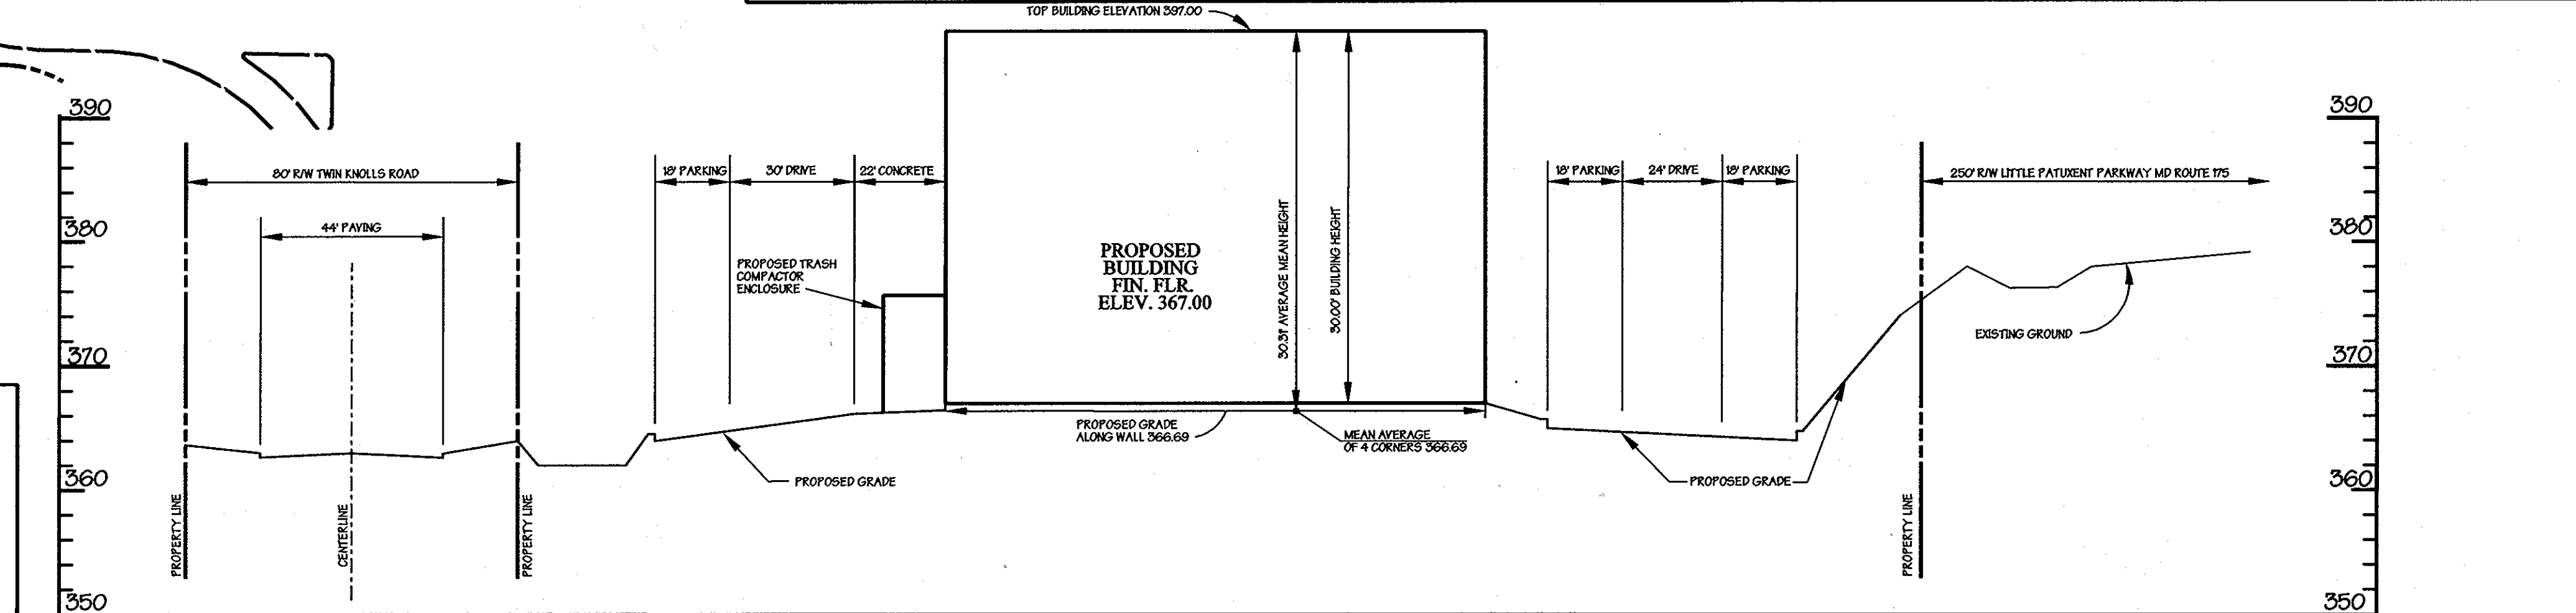 TOP BUILDING ELEVATION 397.00
390
390
80' R/W TWIN KNOLLS ROAD
18' PARKING
30' DRIVE
22' CONCRETE
18' PARKING
24' DRIVE
18' PARKING
250' R/W LITTLE PATUXENT PARKWAY MD ROUTE 175
380
44' PAVING
380
PROPOSED TRASH
COMPACTOR
ENCLOSURE
PROPOSED
BUILDING
FIN. FLR.
ELEV. 367.00
30.31' AVERAGE MEAN HEIGHT
30.00' BUILDING HEIGHT
EXISTING GROUND
370
370
PROPOSED GRADE
ALONG WALL 366.69
MEAN AVERAGE
OF 4 CORNERS 366.69
360
PROPOSED GRADE
PROPOSED GRADE
360
PROPERTY LINE
CENTERLINE
PROPERTY LINE
PROPERTY LINE
350
350